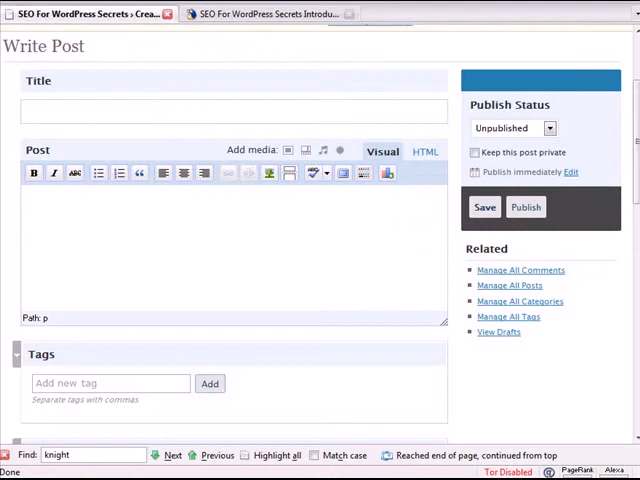 SEO For WordPress Secrets › Crea...
SEO For WordPress Secrets Introdu...
Write Post
Title
Publish Status
Unpublished
Keep this post private
Publish immediately Edit
Save Publish
Post
Add media:
Visual HTML
B I ABC
ABC
Path: p
Related
Manage All Comments
Manage All Posts
Manage All Categories
Manage All Tags
View Drafts
Tags
Add new tag
Add
Separate tags with commas
Find: knight Next Previous Highlight all Match case Reached end of page, continued from top
Done Tor Disabled PageRank Alexa